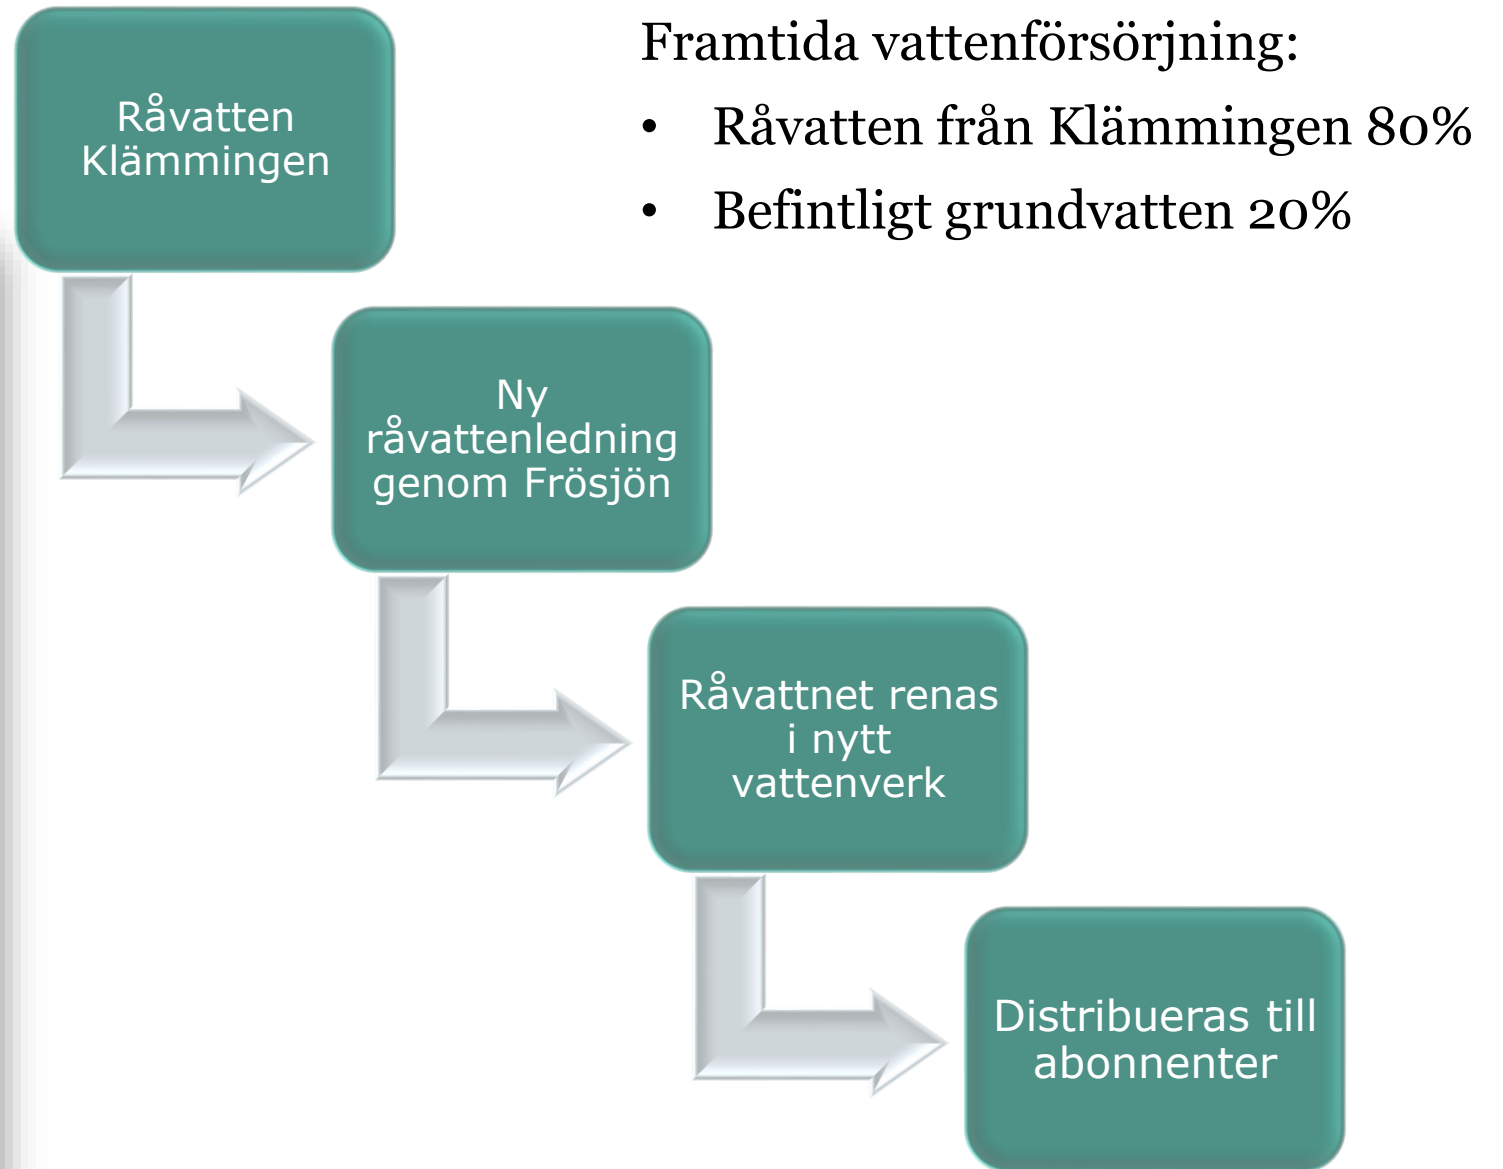 Framtida vattenförsörjning:
• Råvatten från Klämmingen 80%
• Befintligt grundvatten 20%
Råvatten
Klämmingen
Ny
råvattenledning
genom Frösjön
Råvattnet renas
i nytt
vattenverk
Distribueras till
abonnenter